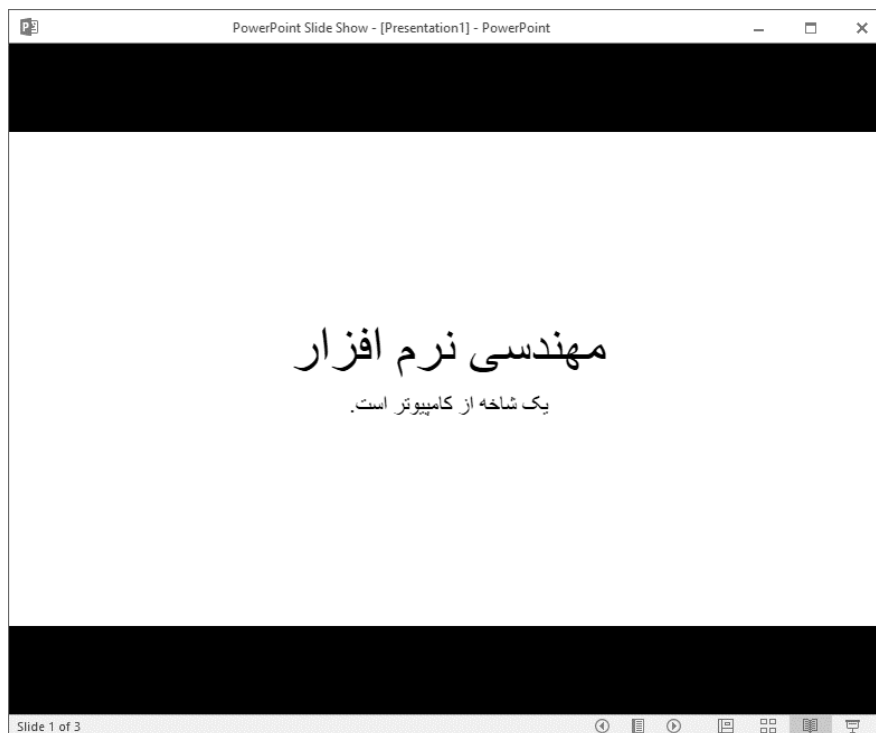 PowerPoint Slide Show - [Presentation1] - PowerPoint
مهندسی نرم افزار
یک شاخه از کامپیوتر است.
Slide 1 of 3